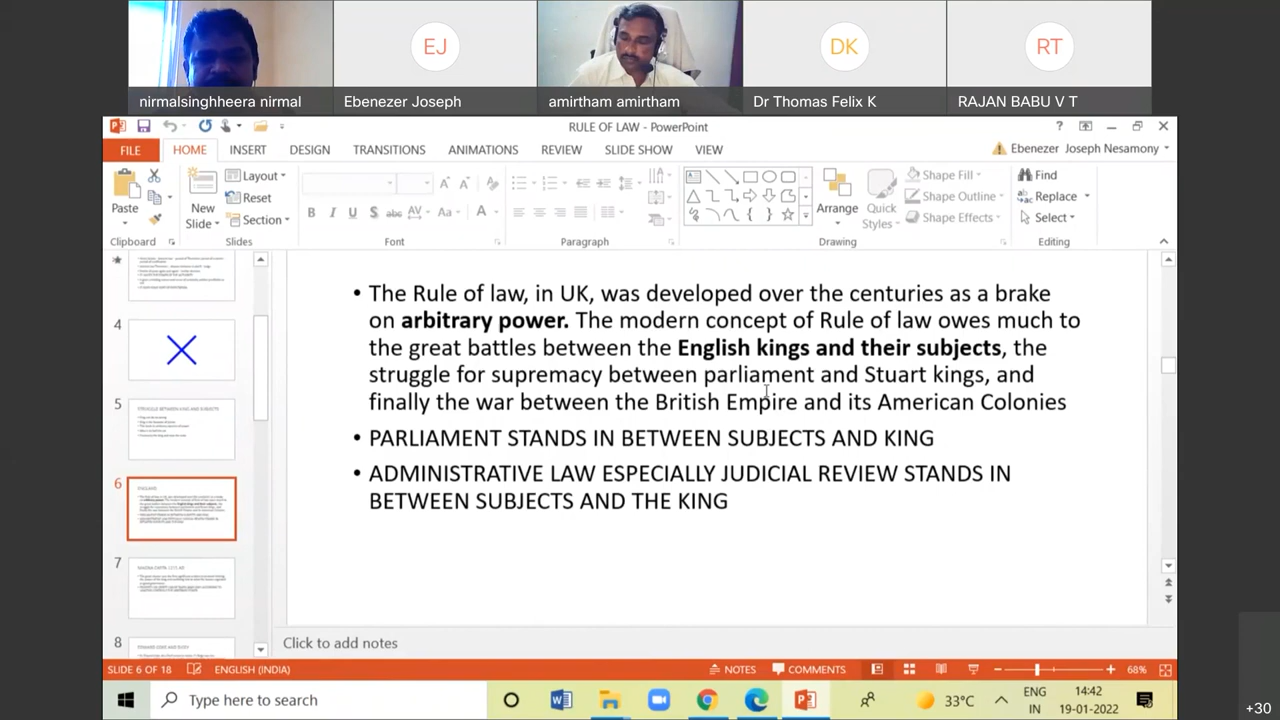 EJ
DK
RT
nirmalsinghheera nirmal
Ebenezer Joseph
amirtham amirtham
Dr Thomas Felix K
RAJAN BABU V T
RULE OF LAW - PowerPoint
?
FILE
HOME
INSERT
DESIGN
TRANSITIONS
ANIMATIONS
REVIEW
SLIDE SHOW
VIEW
Ebenezer Joseph Nesamony
Paste
New
Slide
Layout
Reset
Section
B I U S abc AV Aa A
Arrange
Quick
Styles
Shape Fill
Shape Outline
Shape Effects
Find
Replace
Select
Clipboard
Slides
Font
Paragraph
Drawing
Editing
4
5
STRUGGLE BETWEEN KING AND SUBJECTS
6
ENGLAND
7
MAGNA CARTA 1215 AD
8
• The Rule of law, in UK, was developed over the centuries as a brake
on arbitrary power. The modern concept of Rule of law owes much to
the great battles between the English kings and their subjects, the
struggle for supremacy between parliament and Stuart kings, and
finally the war between the British Empire and its American Colonies
• PARLIAMENT STANDS IN BETWEEN SUBJECTS AND KING
• ADMINISTRATIVE LAW ESPECIALLY JUDICIAL REVIEW STANDS IN
BETWEEN SUBJECTS AND THE KING
Click to add notes
SLIDE 6 OF 18
ENGLISH (INDIA)
NOTES
COMMENTS
68%
Type here to search
33°C
ENG
IN
14:42
19-01-2022
+30